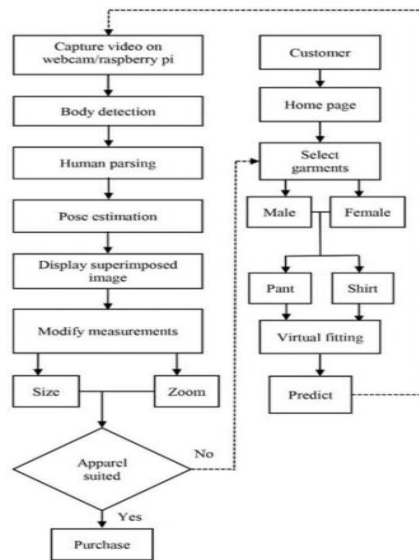 Capture video on
webcam/raspberry pi
Body detection
Human parsing
Pose estimation
Display superimposed
image
Modify measurements
Size
Zoom
Apparel
suited
No
Yes
Purchase
Customer
Home page
Select
garments
Male
Female
Pant
Shirt
Virtual fitting
Predict